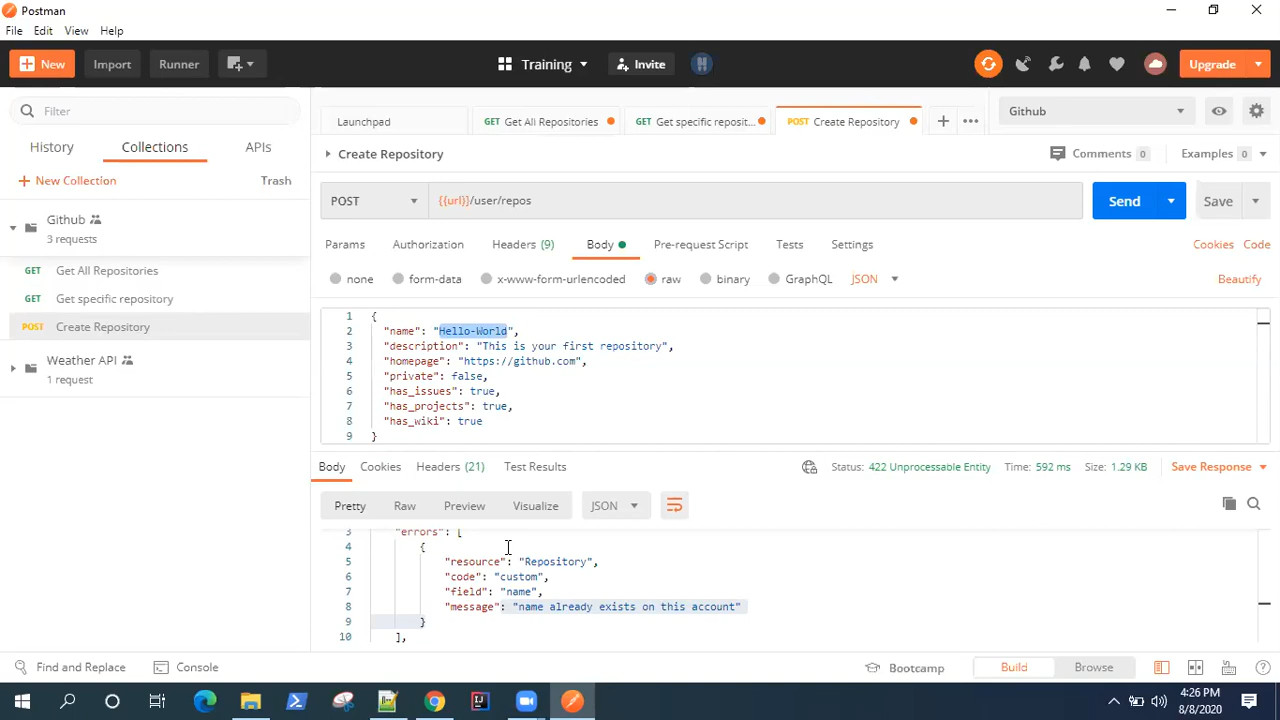 Postman
File Edit View Help
New Import Runner Training Invite Upgrade
Filter
Launchpad GET Get All Repositories GET Get specific reposit... POST Create Repository Github
History Collections APIs
Create Repository Comments 0 Examples 0
New Collection Trash
POST {{url}}/user/repos Send Save
Github
3 requests
Params Authorization Headers (9) Body Pre-request Script Tests Settings Cookies Code
GET Get All Repositories
none form-data x-www-form-urlencoded raw binary GraphQL JSON Beautify
GET Get specific repository
POST Create Repository
Weather API
1 request
1 {
2 "name": "Hello-World",
3 "description": "This is your first repository",
4 "homepage": "https://github.com",
5 "private": false,
6 "has_issues": true,
7 "has_projects": true,
8 "has_wiki": true
9 }
Body Cookies Headers (21) Test Results Status: 422 Unprocessable Entity Time: 592 ms Size: 1.29 KB Save Response
Pretty Raw Preview Visualize JSON
3 "errors": [
4 {
5 "resource": "Repository",
6 "code": "custom",
7 "field": "name",
8 "message": "name already exists on this account"
9 }
10 ],
Find and Replace Console Bootcamp Build Browse
4:26 PM
8/8/2020